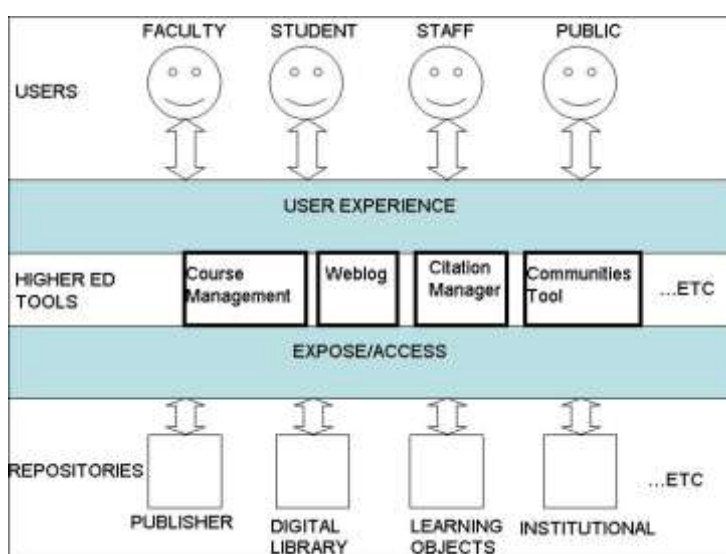 FACULTY STUDENT STAFF PUBLIC
USERS
USER EXPERIENCE
HIGHER ED
TOOLS
Course
Management
Weblog
Citation
Manager
Communities
Tool
...ETC
EXPOSE/ACCESS
REPOSITORIES
...ETC
PUBLISHER
DIGITAL
LIBRARY
LEARNING
OBJECTS
INSTITUTIONAL